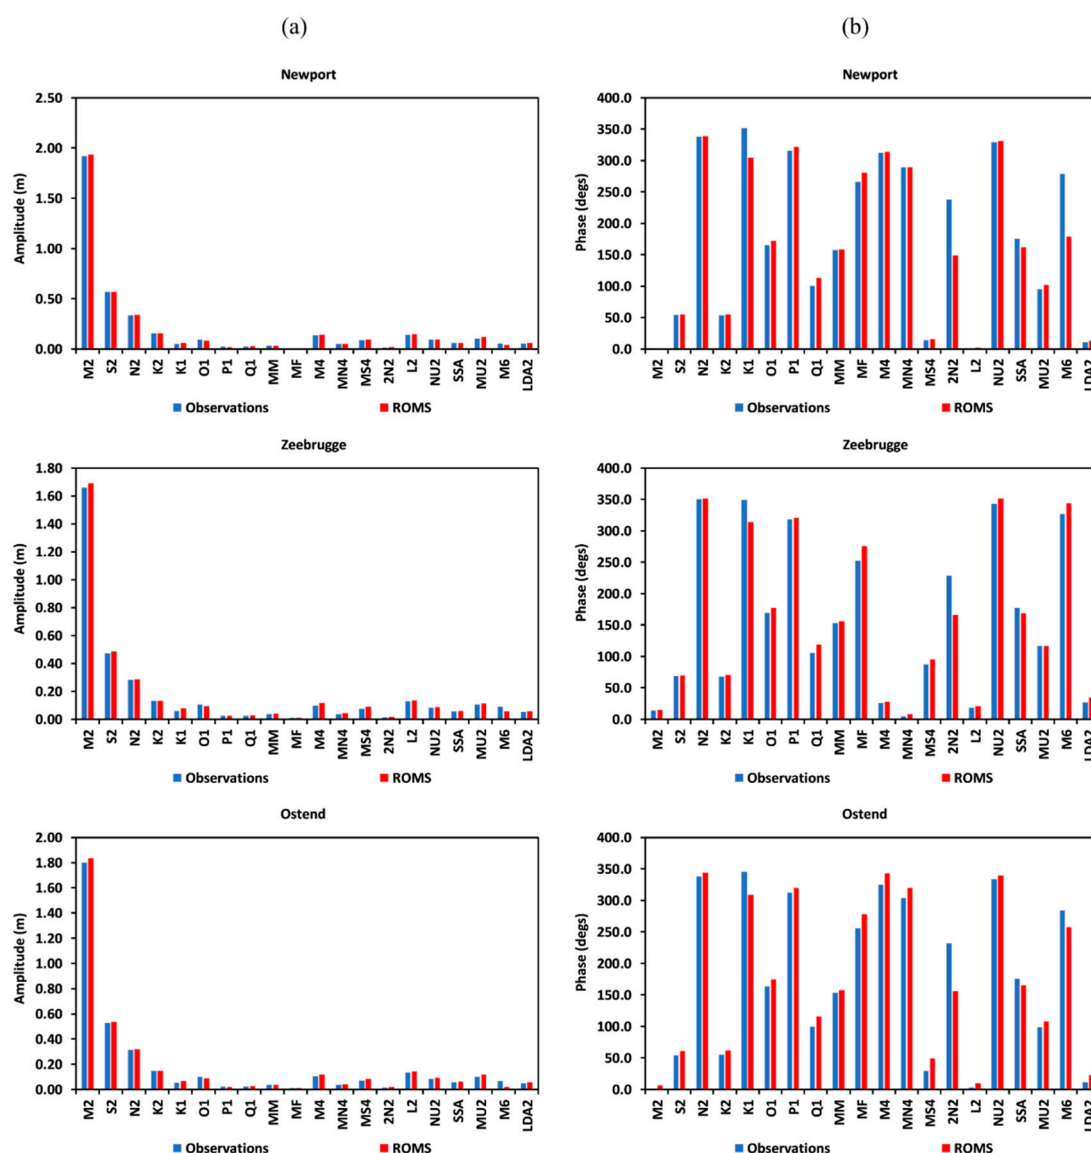 (a)
(b)
Newport
2.50
2.00
1.50
1.00
0.50
0.00
Amplitude (m)
M2 S2 N2 K2 K1 O1 P1 Q1 MM MF M4 MN4 MS4 2N2 L2 NU2 SSA MU2 M6 LDA2
Observations ROMS
Newport
400.0
350.0
300.0
250.0
200.0
150.0
100.0
50.0
0.0
Phase (degs)
M2 S2 N2 K2 K1 O1 P1 Q1 MM MF M4 MN4 MS4 2N2 L2 NU2 SSA MU2 M6 LDA2
Observations ROMS
Zeebrugge
1.80
1.60
1.40
1.20
1.00
0.80
0.60
0.40
0.20
0.00
Amplitude (m)
M2 S2 N2 K2 K1 O1 P1 Q1 MM MF M4 MN4 MS4 2N2 L2 NU2 SSA MU2 M6 LDA2
Observations ROMS
Zeebrugge
400.0
350.0
300.0
250.0
200.0
150.0
100.0
50.0
0.0
Phase (degs)
M2 S2 N2 K2 K1 O1 P1 Q1 MM MF M4 MN4 MS4 2N2 L2 NU2 SSA MU2 M6 LDA2
Observations ROMS
Ostend
2.00
1.80
1.60
1.40
1.20
1.00
0.80
0.60
0.40
0.20
0.00
Amplitude (m)
M2 S2 N2 K2 K1 O1 P1 Q1 MM MF M4 MN4 MS4 2N2 L2 NU2 SSA MU2 M6 LDA2
Observations ROMS
Ostend
400.0
350.0
300.0
250.0
200.0
150.0
100.0
50.0
0.0
Phase (degs)
M2 S2 N2 K2 K1 O1 P1 Q1 MM MF M4 MN4 MS4 2N2 L2 NU2 SSA MU2 M6 LDA2
Observations ROMS